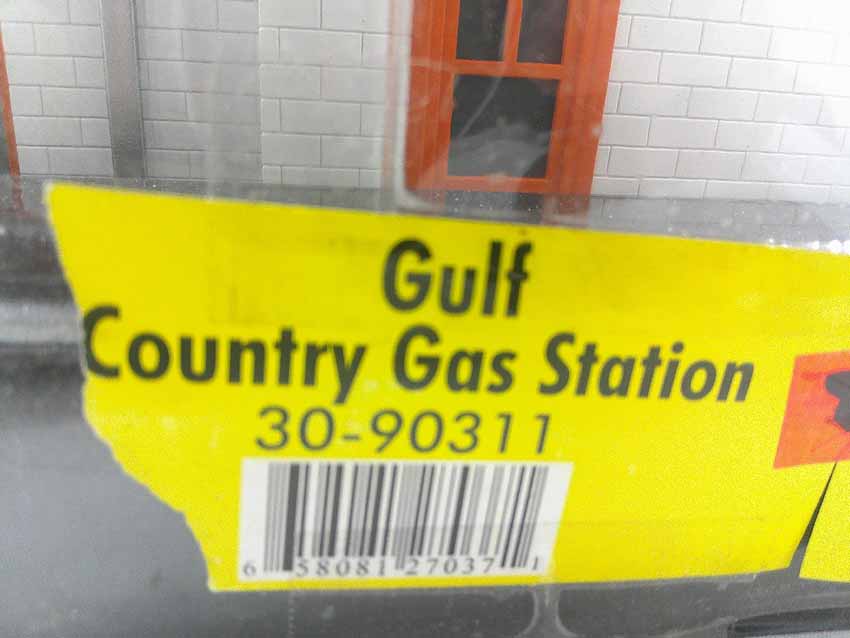 Gulf
Country Gas Station
30-90311
6 58081 27037 1